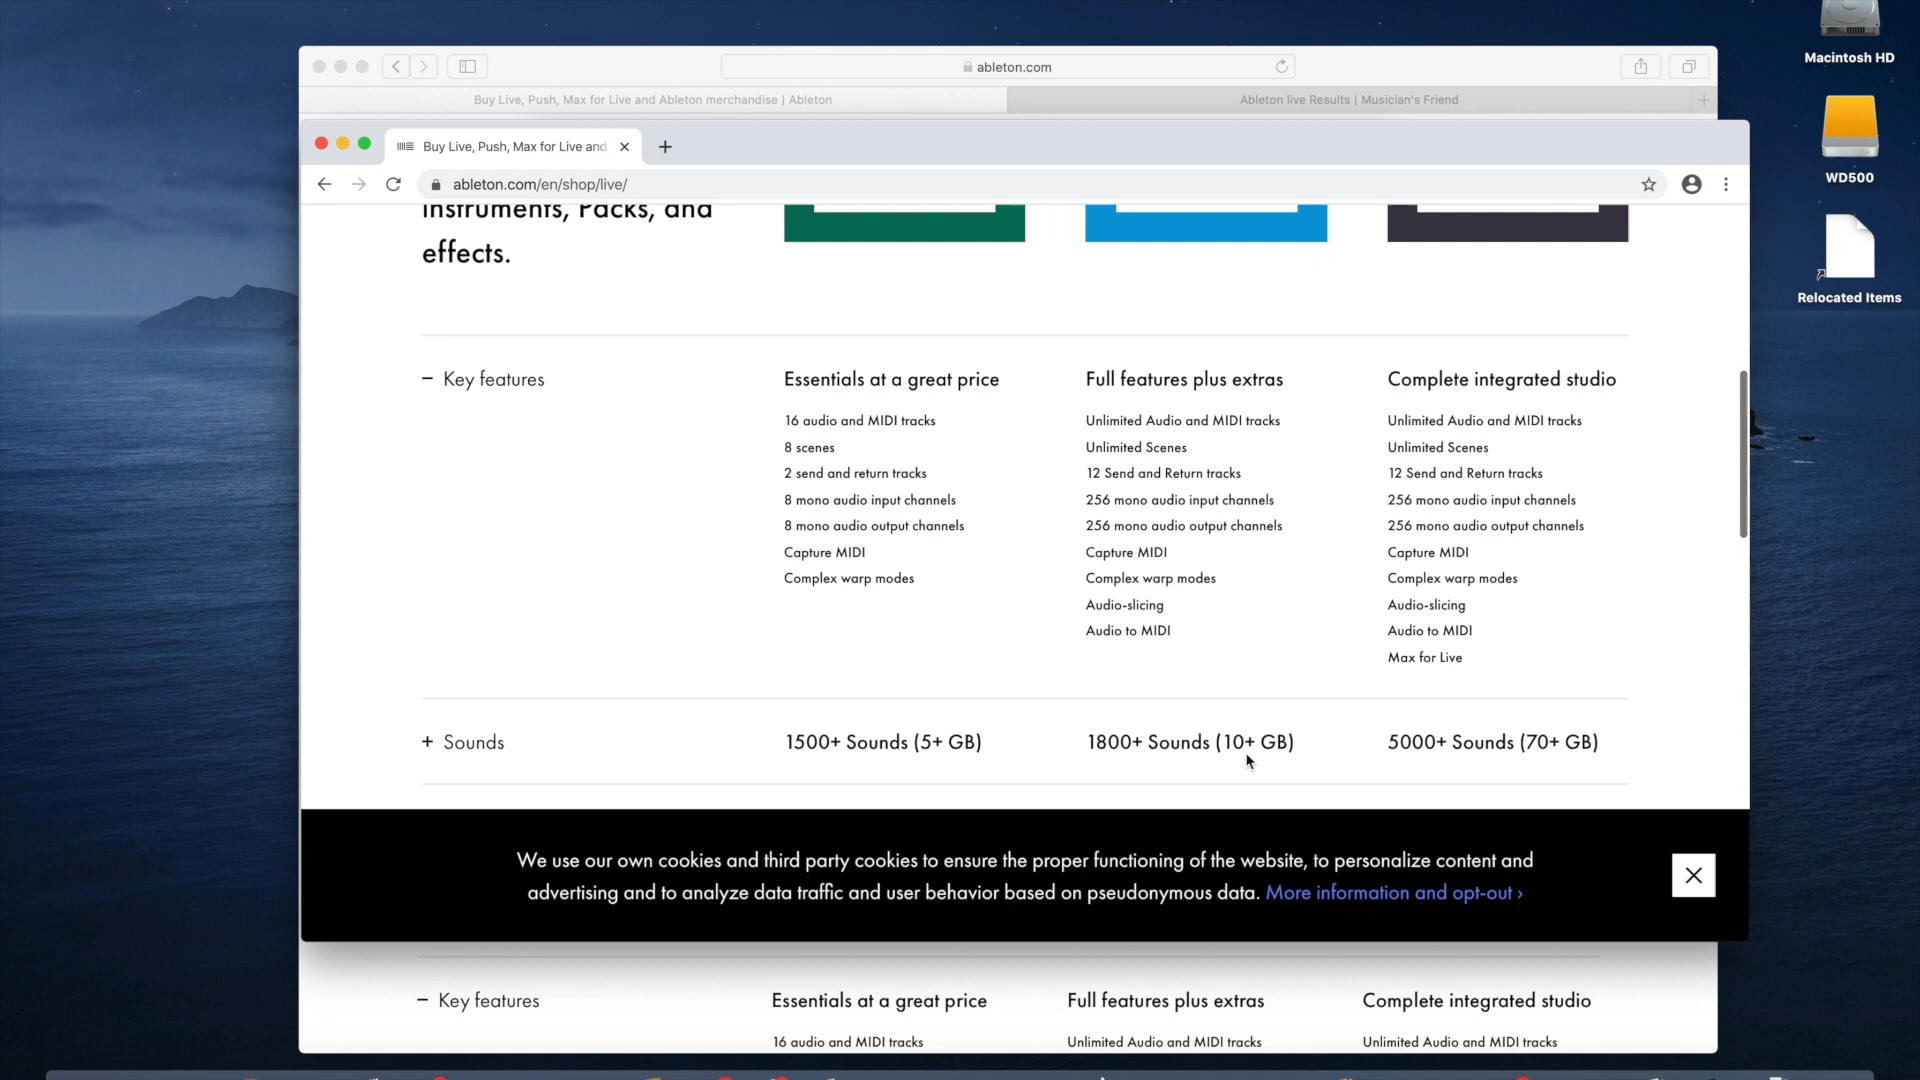 Macintosh HD
WD500
Relocated Items
ableton.com
Buy Live, Push, Max for Live and Ableton merchandise | Ableton
Ableton live Results | Musician's Friend
Buy Live, Push, Max for Live and
ableton.com/en/shop/live/
instruments, Packs, and
effects.
− Key features
Essentials at a great price
16 audio and MIDI tracks
8 scenes
2 send and return tracks
8 mono audio input channels
8 mono audio output channels
Capture MIDI
Complex warp modes
Full features plus extras
Unlimited Audio and MIDI tracks
Unlimited Scenes
12 Send and Return tracks
256 mono audio input channels
256 mono audio output channels
Capture MIDI
Complex warp modes
Audio-slicing
Audio to MIDI
Complete integrated studio
Unlimited Audio and MIDI tracks
Unlimited Scenes
12 Send and Return tracks
256 mono audio input channels
256 mono audio output channels
Capture MIDI
Complex warp modes
Audio-slicing
Audio to MIDI
Max for Live
+ Sounds
1500+ Sounds (5+ GB)
1800+ Sounds (10+ GB)
5000+ Sounds (70+ GB)
We use our own cookies and third party cookies to ensure the proper functioning of the website, to personalize content and
advertising and to analyze data traffic and user behavior based on pseudonymous data. More information and opt-out ›
− Key features
Essentials at a great price
16 audio and MIDI tracks
Full features plus extras
Unlimited Audio and MIDI tracks
Complete integrated studio
Unlimited Audio and MIDI tracks